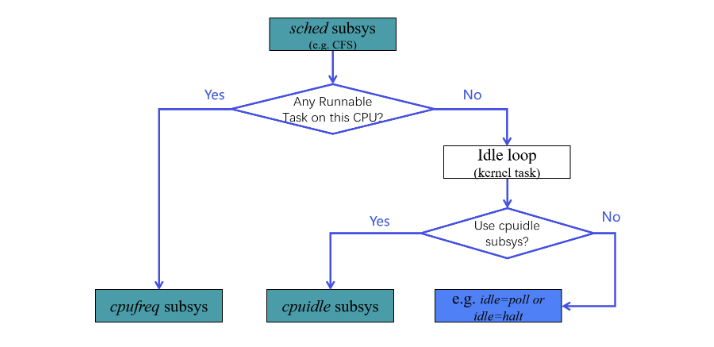 sched subsys
(e.g. CFS)
Yes
No
Any Runnable
Task on this CPU?
Idle loop
(kernel task)
Yes
No
Use cpuidle
subsys?
cpufreq subsys
cpuidle subsys
e.g. idle=poll or
idle=halt